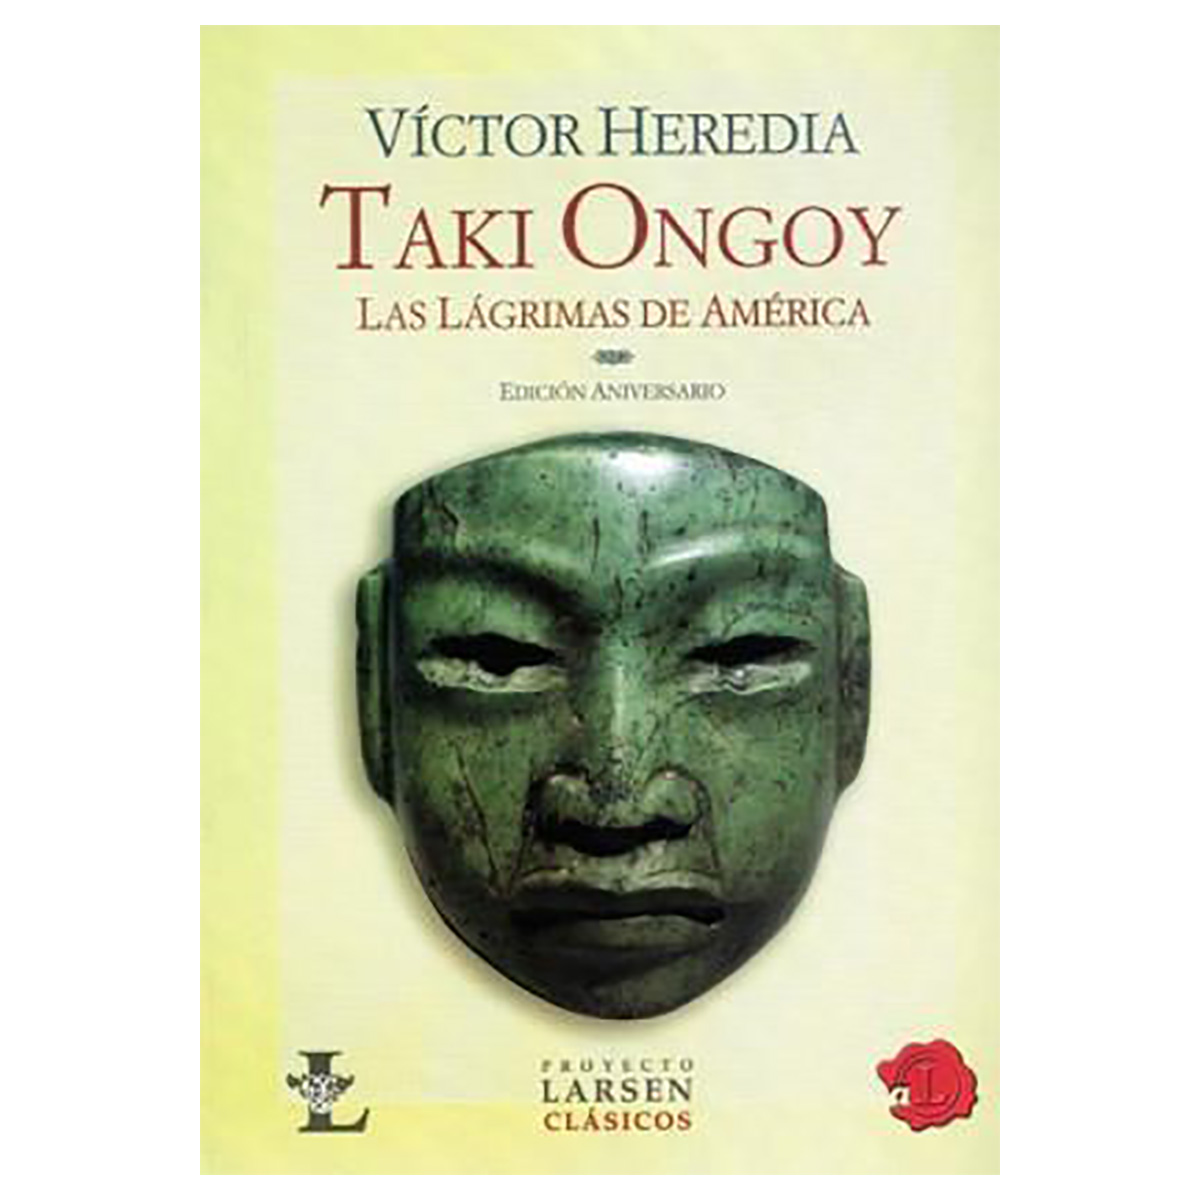 VÍCTOR HEREDIA
TAKI ONGOY
LAS LÁGRIMAS DE AMÉRICA
EDICIÓN ANIVERSARIO
PROYECTO
LARSEN
CLÁSICOS
L
aL